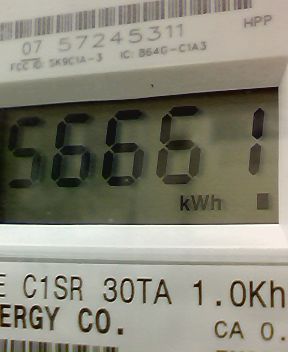 07 57245311
HPP
FCC ID: SK9C1A-3 IC: B64G-C1A3
56661
kWh
E C1SR 30TA 1.0Kh
ERGY CO.
CA 0.